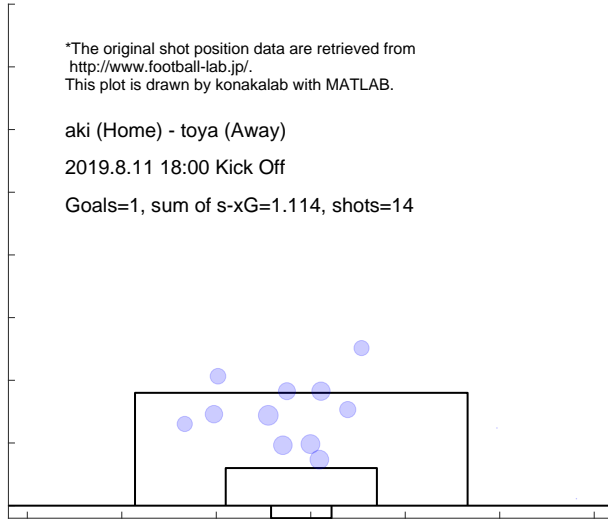 *The original shot position data are retrieved from
http://www.football-lab.jp/.
This plot is drawn by konakalab with MATLAB.
aki (Home) - toya (Away)
2019.8.11 18:00 Kick Off
Goals=1, sum of s-xG=1.114, shots=14